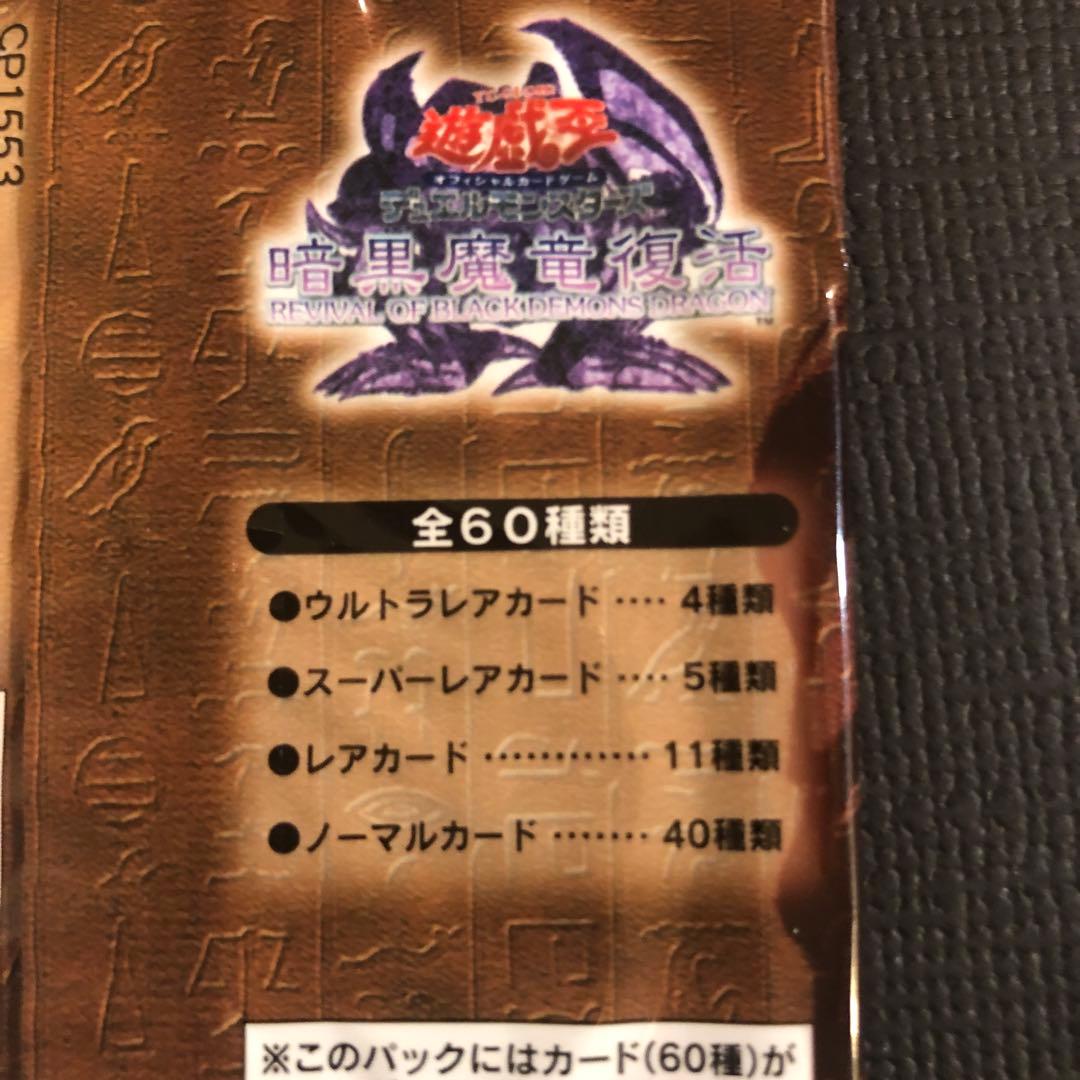 CP1553
Yu-Gi-Oh!
遊戯王
オフィシャルカードゲーム
デュエルモンスターズ
暗黒魔竜復活
REVIVAL OF BLACK DEMONS DRAGON™
全60種類
●ウルトラレアカード ···· 4種類
●スーパーレアカード ···· 5種類
●レアカード ············ 11種類
●ノーマルカード ······· 40種類
※このパックにはカード(60種)が